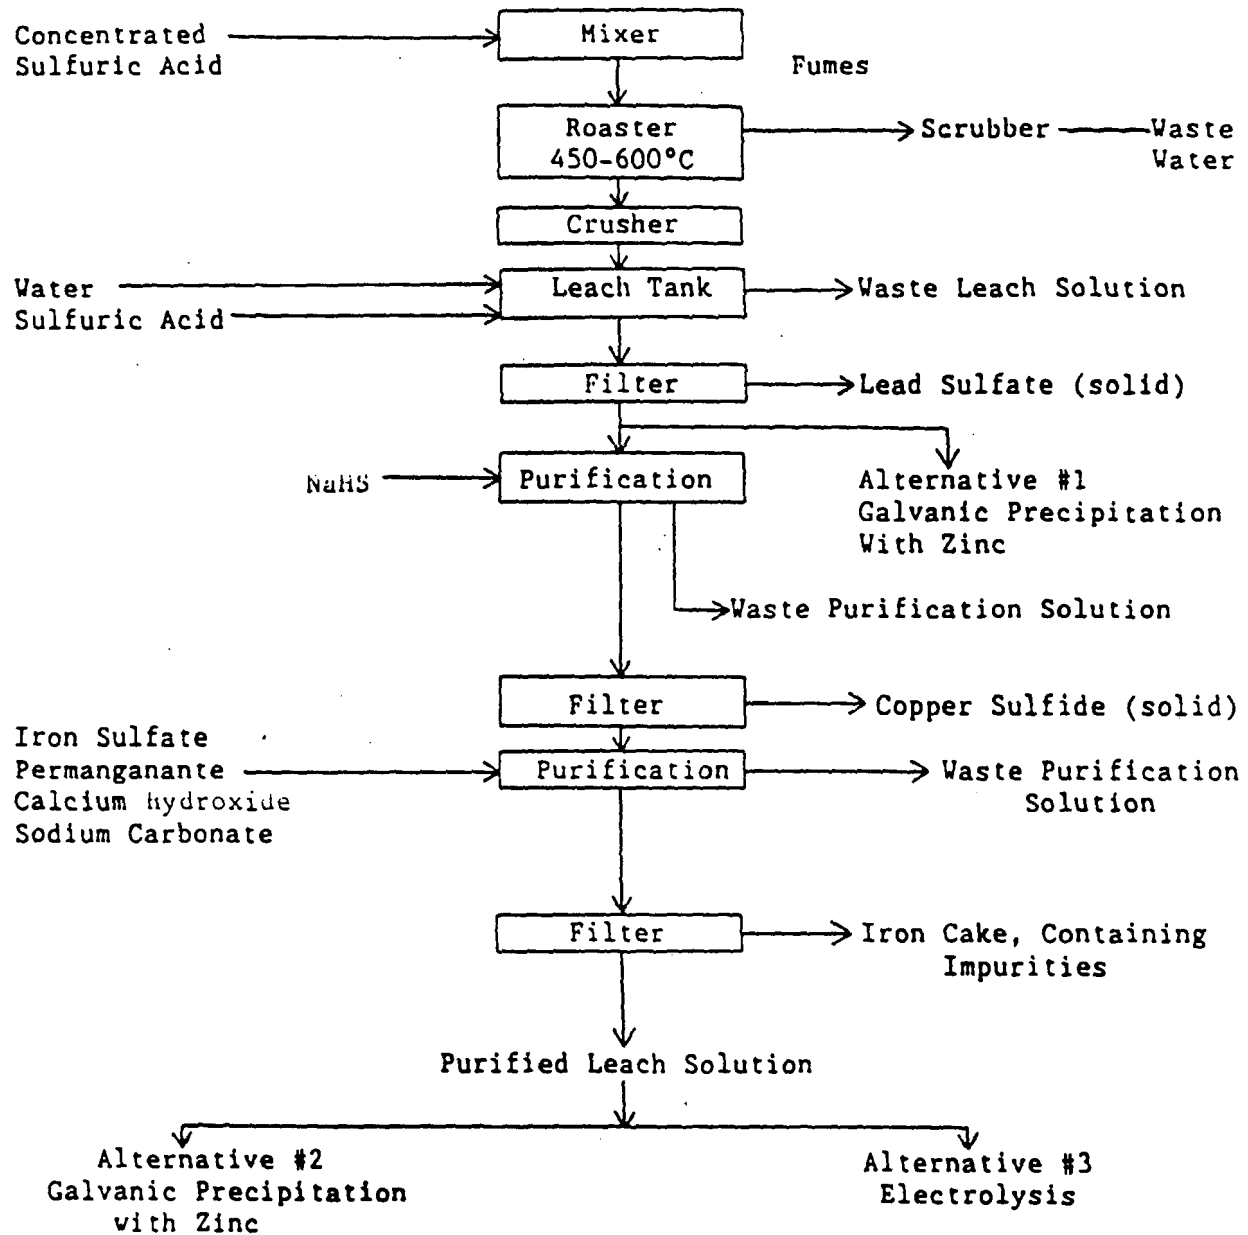 Concentrated
Sulfuric Acid
Mixer
Fumes
Roaster
450-600°C
Scrubber
Waste
Water
Crusher
Water
Sulfuric Acid
Leach Tank
Waste Leach Solution
Filter
Lead Sulfate (solid)
NaHS
Purification
Alternative #1
Galvanic Precipitation
With Zinc
Waste Purification Solution
Filter
Copper Sulfide (solid)
Iron Sulfate
Permanganante
Calcium hydroxide
Sodium Carbonate
Purification
Waste Purification
Solution
Filter
Iron Cake, Containing
Impurities
Purified Leach Solution
Alternative #2
Galvanic Precipitation
with Zinc
Alternative #3
Electrolysis